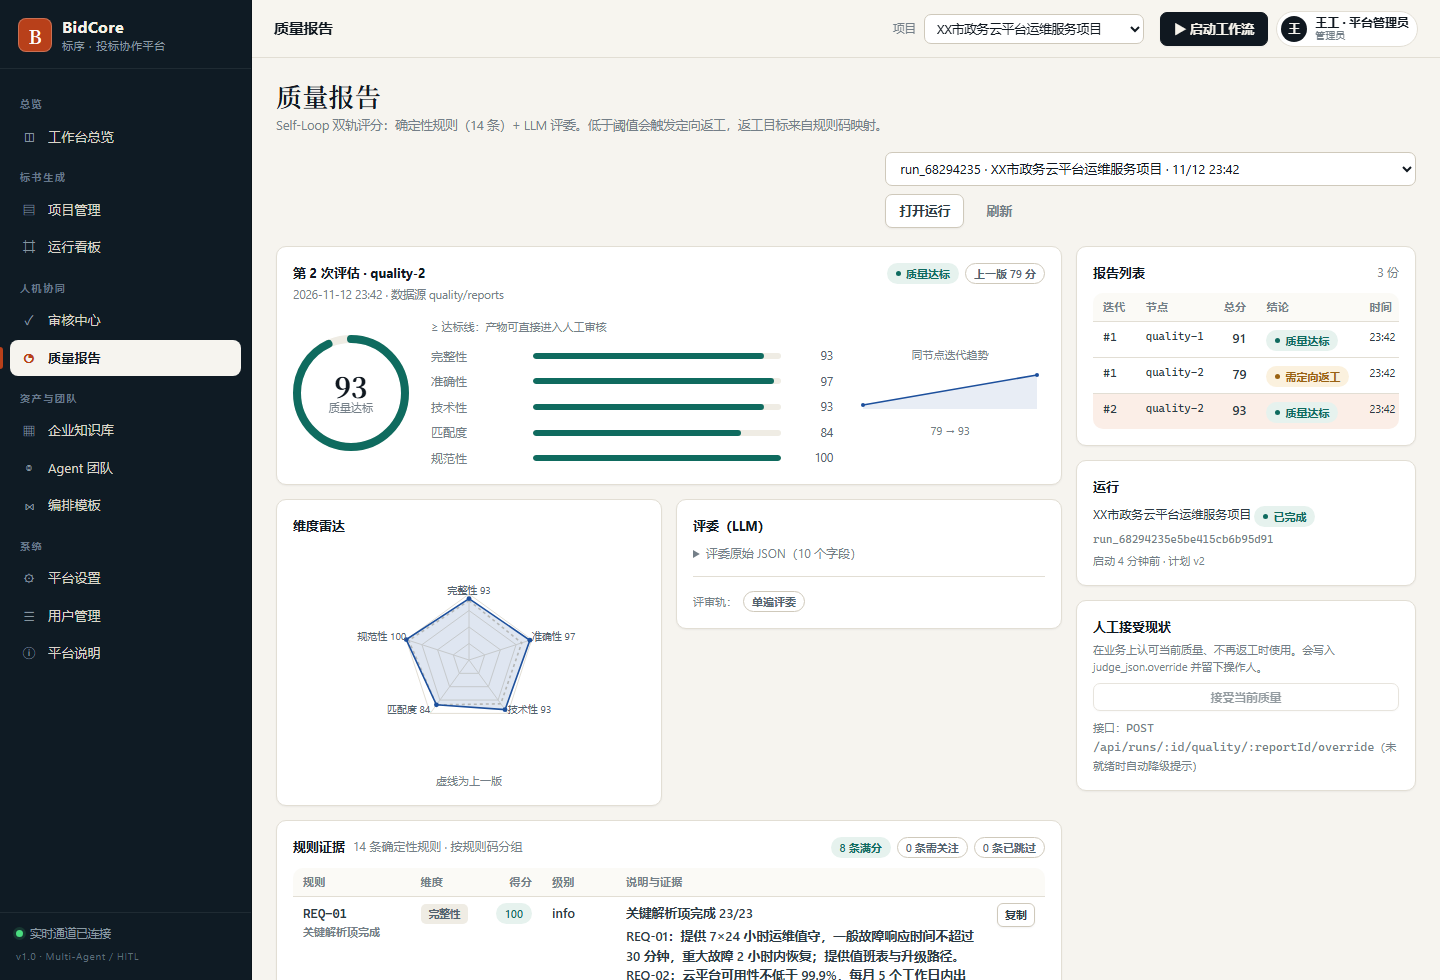 B
BidCore
标序 · 投标协作平台
总览
工作台总览
标书生成
项目管理
运行看板
人机协同
审核中心
质量报告
资产与团队
企业知识库
Agent 团队
编排模板
系统
平台设置
用户管理
平台说明
实时通道已连接
v1.0 · Multi-Agent / HITL
质量报告
项目
XX市政务云平台运维服务项目
▶ 启动工作流
王
王工 · 平台管理员
管理员
质量报告
Self-Loop 双轨评分：确定性规则（14 条）+ LLM 评委。低于阈值会触发定向返工，返工目标来自规则码映射。
run_68294235 · XX市政务云平台运维服务项目 · 11/12 23:42
打开运行
刷新
第 2 次评估 · quality-2
质量达标
上一版 79 分
2026-11-12 23:42 · 数据源 quality/reports
93
质量达标
≥ 达标线：产物可直接进入人工审核
完整性 93
准确性 97
技术性 93
匹配度 84
规范性 100
同节点迭代趋势
79 → 93
维度雷达
完整性 93
准确性 97
技术性 93
匹配度 84
规范性 100
虚线为上一版
评委（LLM）
▶ 评委原始 JSON（10 个字段）
评审轨： 单遍评委
规则证据 14 条确定性规则 · 按规则码分组
8 条满分
0 条需关注
0 条已跳过
规则 维度 得分 级别 说明与证据
REQ-01 完整性 100 info 关键解析项完成 23/23 复制
关键解析项完成
REQ-01：提供 7×24 小时运维值守，一般故障响应时间不超过
30 分钟，重大故障 2 小时内恢复；提供值班表与升级路径。
REQ-02：云平台可用性不低于 99.9%，每月 5 个工作日内出
报告列表
3 份
迭代 节点 总分 结论 时间
#1 quality-1 91 质量达标 23:42
#1 quality-2 79 需定向返工 23:42
#2 quality-2 93 质量达标 23:42
运行
XX市政务云平台运维服务项目 已完成
run_68294235e5be415cb6b95d91
启动 4 分钟前 · 计划 v2
人工接受现状
在业务上认可当前质量、不再返工时使用。会写入
judge_json.override 并留下操作人。
接受当前质量
接口：POST
/api/runs/:id/quality/:reportId/override（未
就绪时自动降级提示）